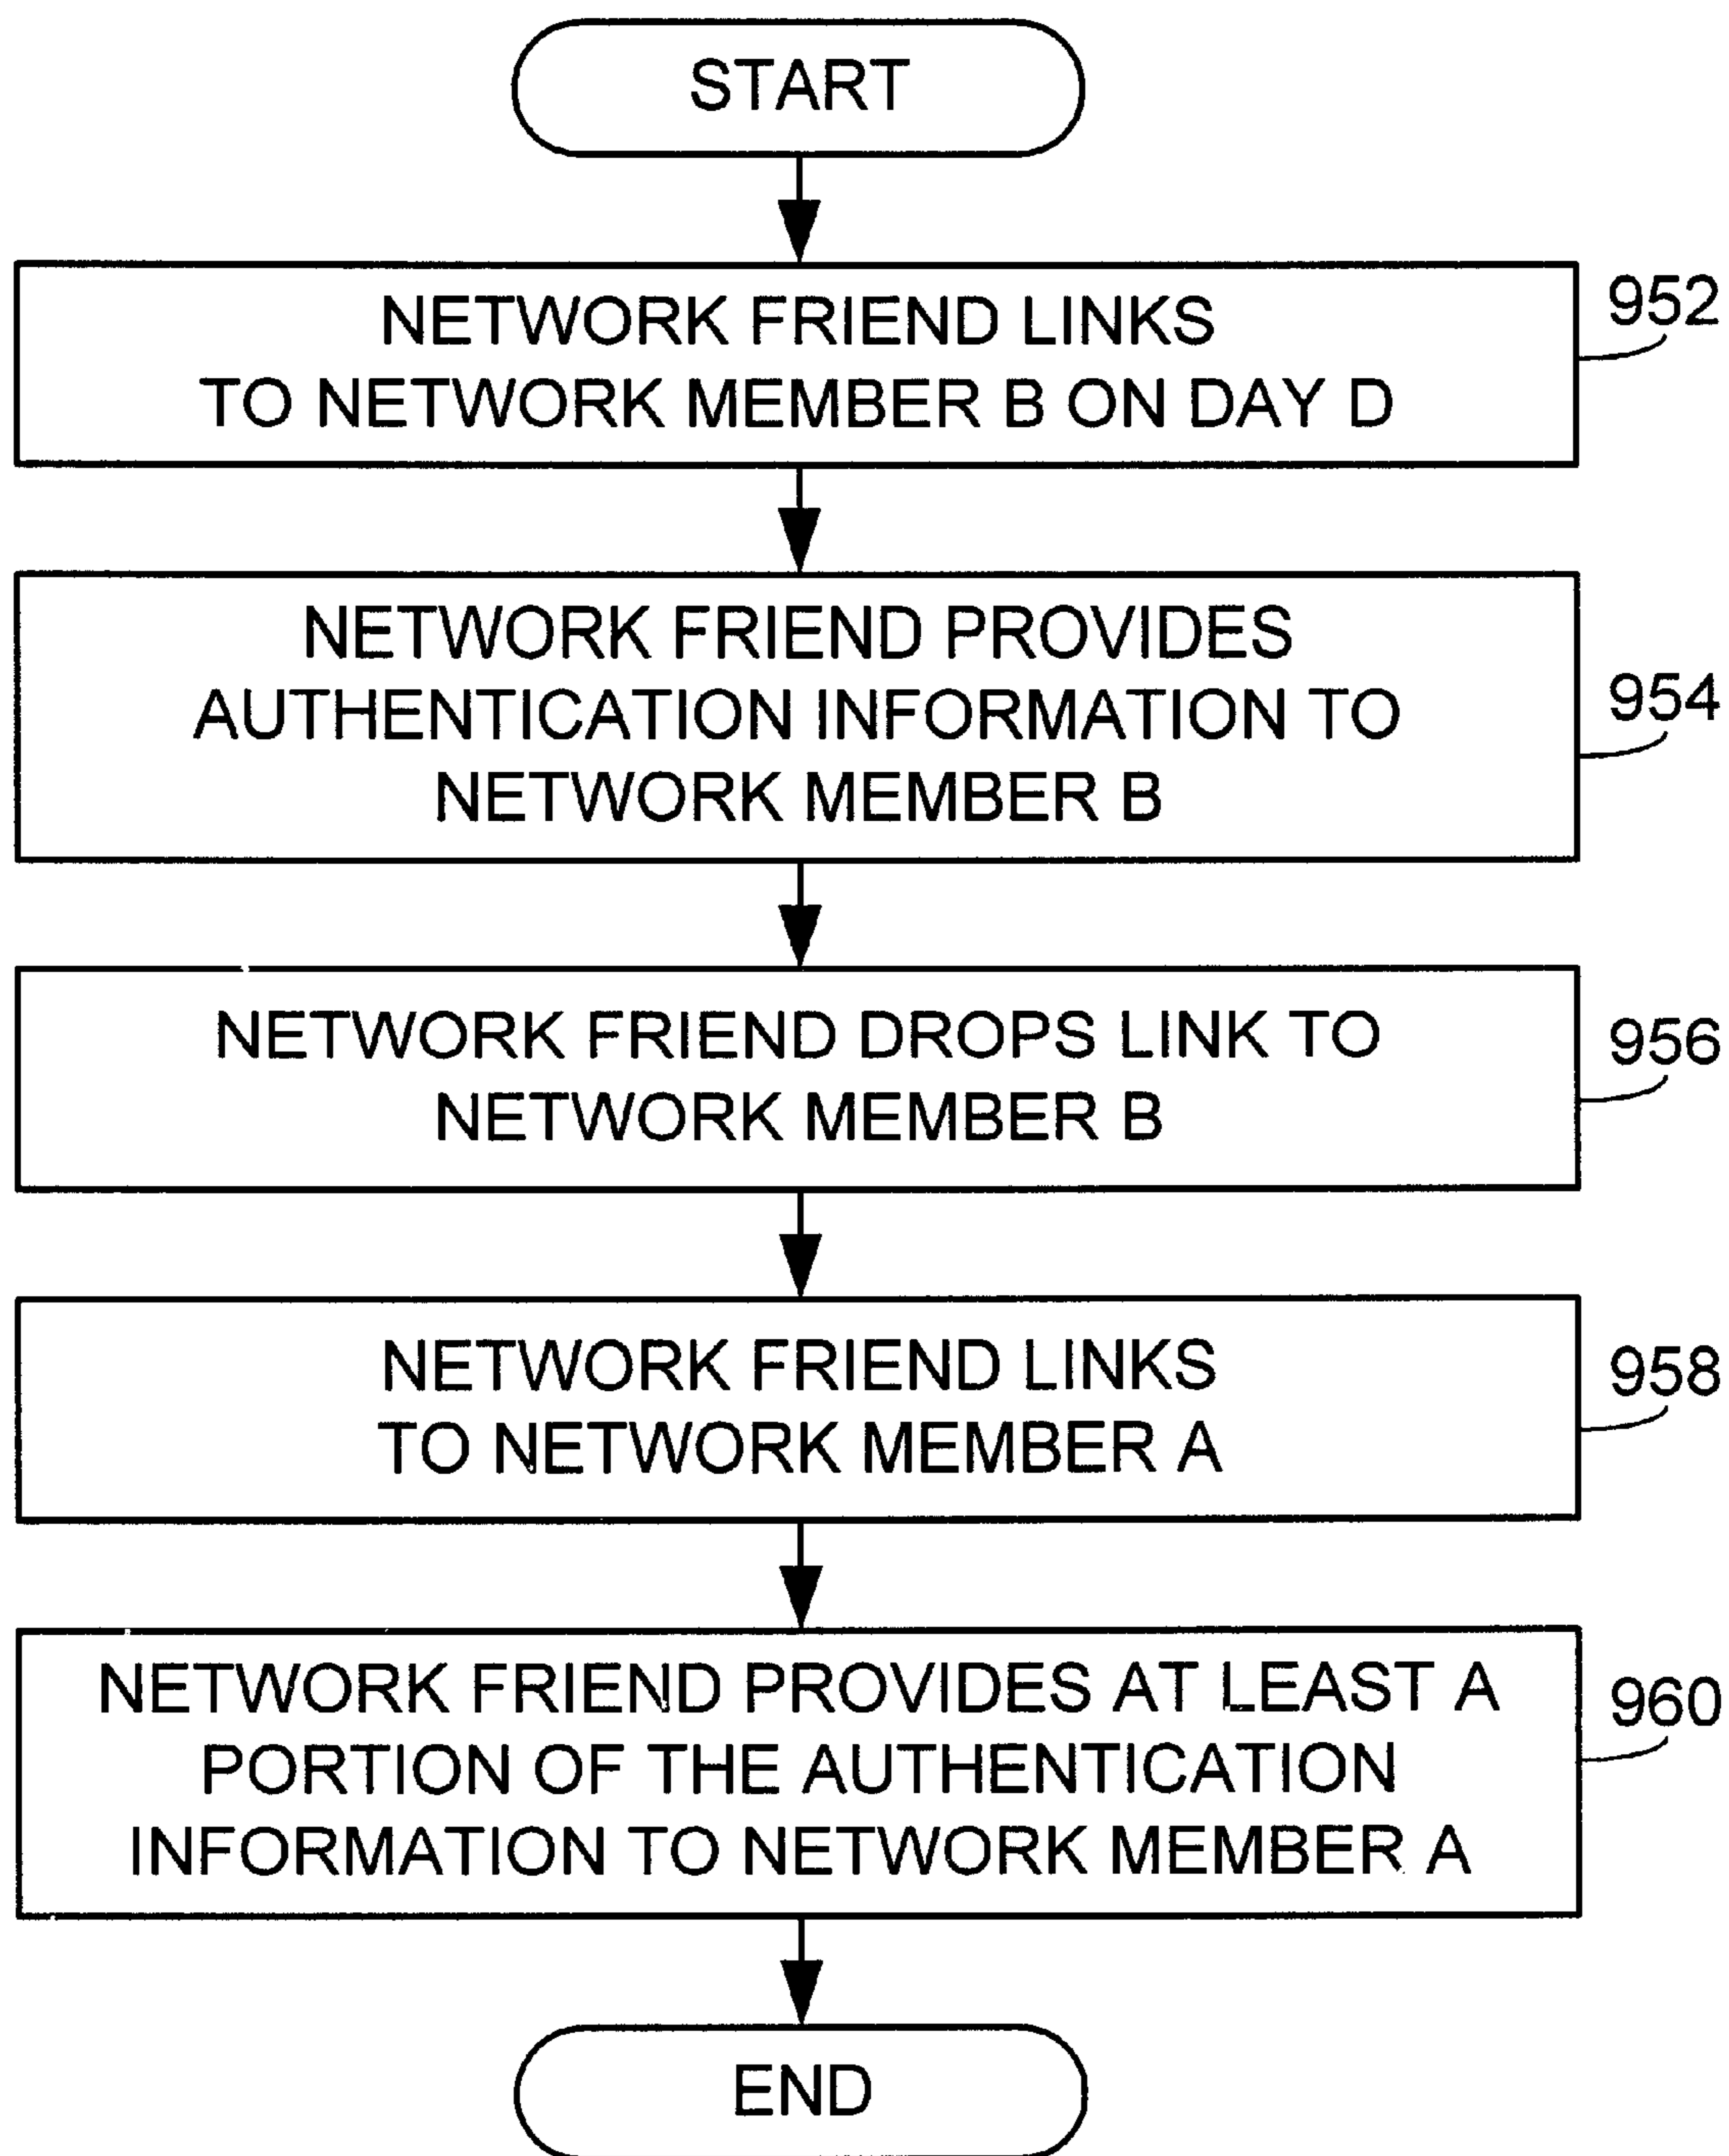 START
NETWORK FRIEND LINKS
TO NETWORK MEMBER B ON DAY D
952
NETWORK FRIEND PROVIDES
AUTHENTICATION INFORMATION TO
NETWORK MEMBER B
954
NETWORK FRIEND DROPS LINK TO
NETWORK MEMBER B
956
NETWORK FRIEND LINKS
TO NETWORK MEMBER A
958
NETWORK FRIEND PROVIDES AT LEAST A
PORTION OF THE AUTHENTICATION
INFORMATION TO NETWORK MEMBER A
960
END